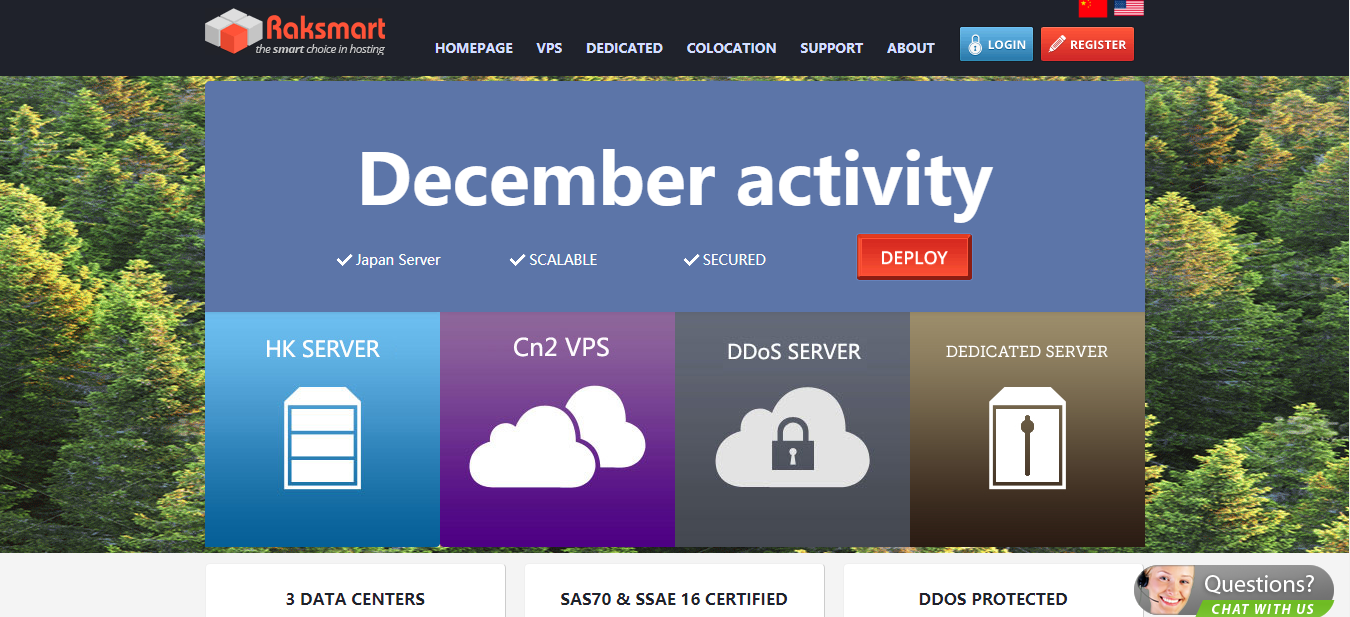 Raksmart
the smart choice in hosting
HOMEPAGE VPS DEDICATED COLOCATION SUPPORT ABOUT LOGIN REGISTER
December activity
Japan Server SCALABLE SECURED DEPLOY
HK SERVER Cn2 VPS DDoS SERVER DEDICATED SERVER
3 DATA CENTERS SAS70 & SSAE 16 CERTIFIED DDOS PROTECTED
Questions?
CHAT WITH US